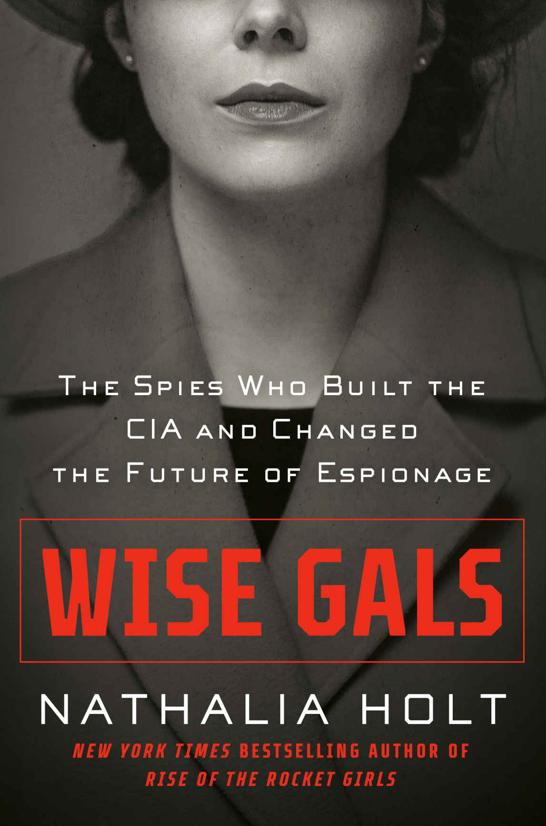 The Spies Who Built the
CIA and Changed
the Future of Espionage
WISE GALS
NATHALIA HOLT
NEW YORK TIMES BESTSELLING AUTHOR OF
RISE OF THE ROCKET GIRLS